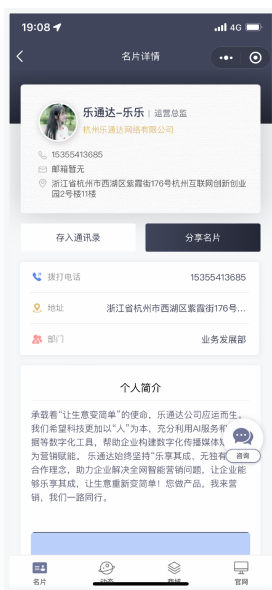 19:08
4G
名片详情
乐通达-乐乐 | 运营总监
杭州乐通达网络有限公司
15355413685
邮箱暂无
浙江省杭州市西湖区紫霞街176号杭州互联网创新创业
园2号楼11楼
存入通讯录
分享名片
拨打电话 15355413685
地址 浙江省杭州市西湖区紫霞街176号...
部门 业务发展部
个人简介
承载着“让生意变简单”的使命，乐通达公司应运而生。
我们希望科技更加以“人”为本，充分利用AI服务和
据等数字化工具，帮助企业构建数字化传播媒体
为营销赋能。 乐通达始终坚持“乐享其成、无独有
合作理念，助力企业解决全网智能营销问题，让企业能
够乐享其成，让生意重新变简单！您做产品，我来营
销，我们一路同行。
咨询
名片
动态
商城
官网